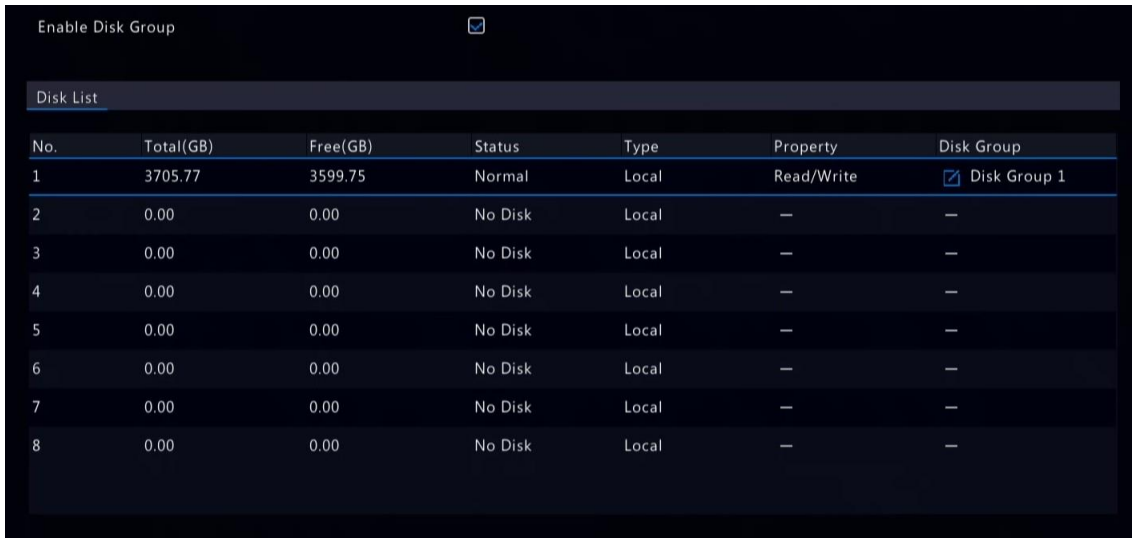 Enable Disk Group
Disk List
No. Total(GB) Free(GB) Status Type Property Disk Group
1 3705.77 3599.75 Normal Local Read/Write Disk Group 1
2 0.00 0.00 No Disk Local — —
3 0.00 0.00 No Disk Local — —
4 0.00 0.00 No Disk Local — —
5 0.00 0.00 No Disk Local — —
6 0.00 0.00 No Disk Local — —
7 0.00 0.00 No Disk Local — —
8 0.00 0.00 No Disk Local — —